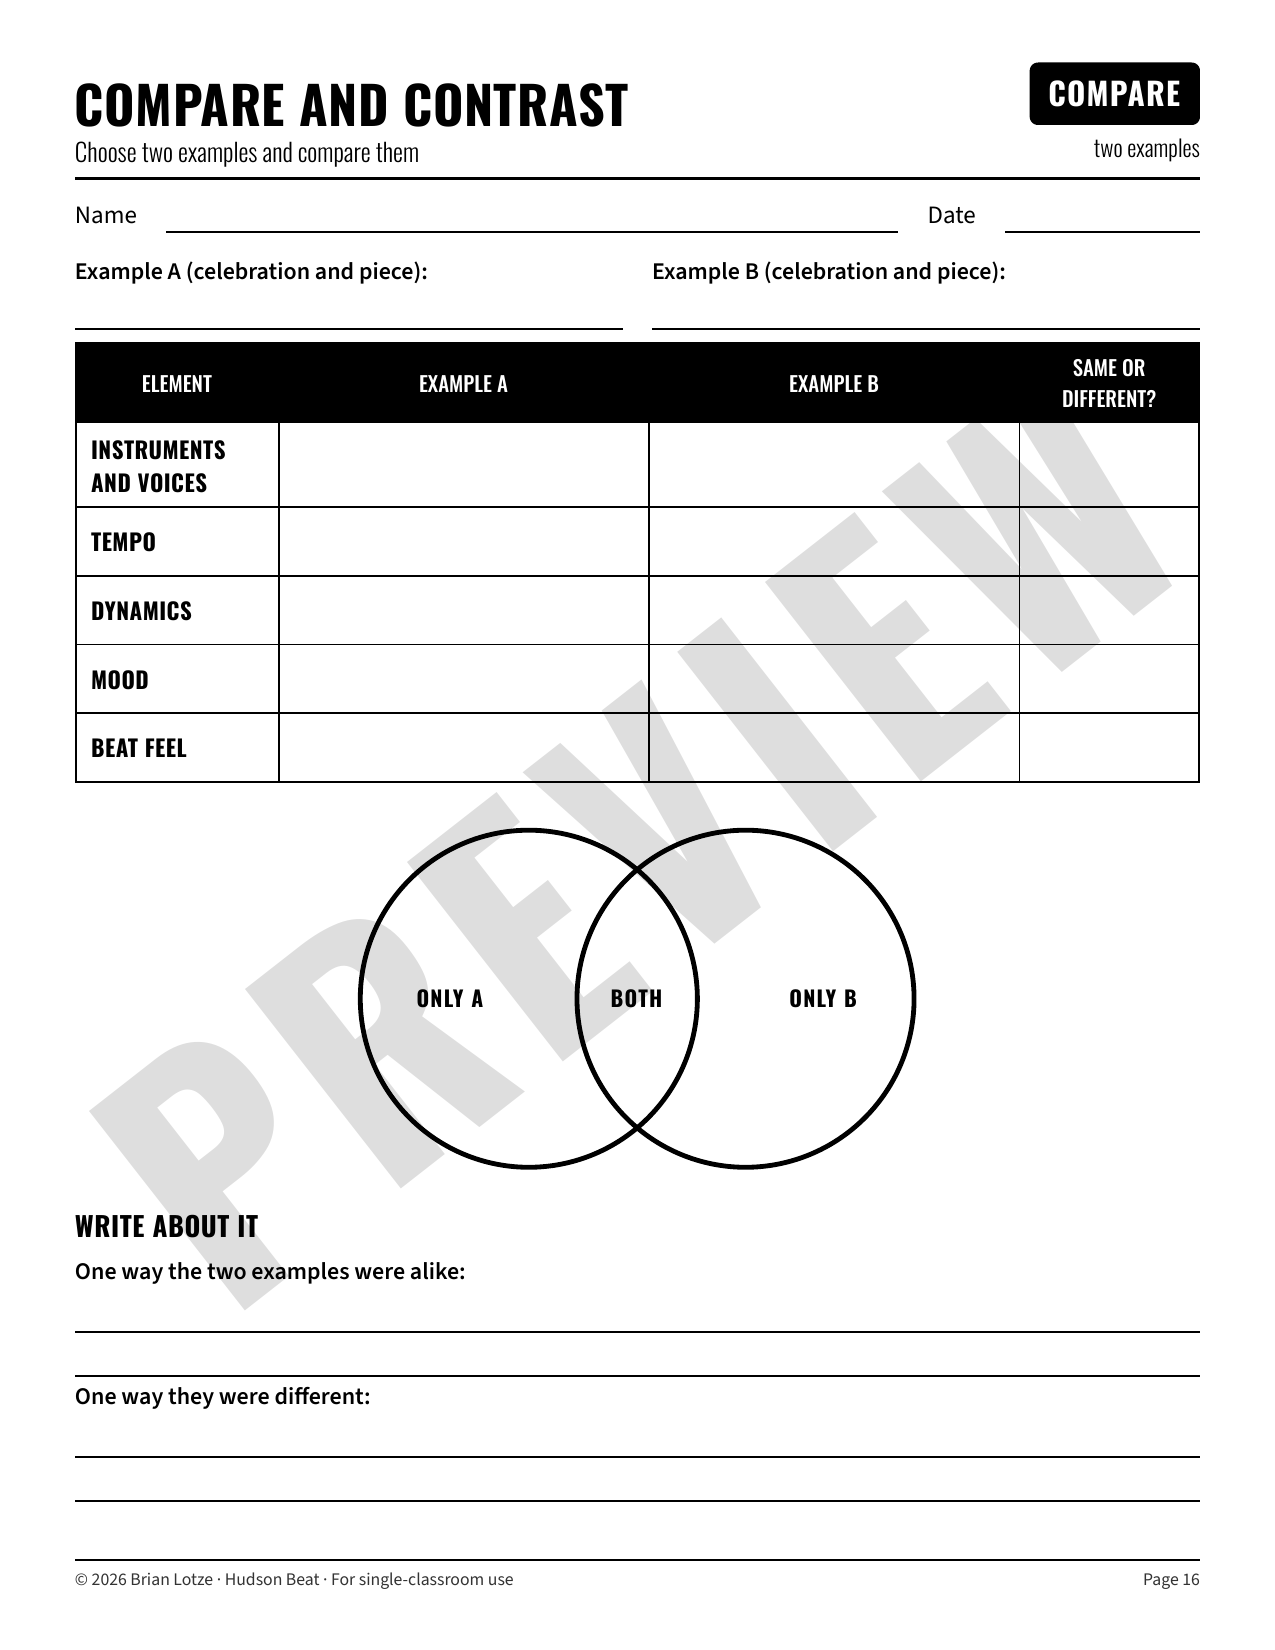 COMPARE AND CONTRAST
Choose two examples and compare them
COMPARE
two examples
Name
Date
Example A (celebration and piece):
Example B (celebration and piece):
ELEMENT
EXAMPLE A
EXAMPLE B
SAME OR
DIFFERENT?
INSTRUMENTS
AND VOICES
TEMPO
DYNAMICS
MOOD
BEAT FEEL
PREVIEW
ONLY A
BOTH
ONLY B
WRITE ABOUT IT
One way the two examples were alike:
One way they were different:
© 2026 Brian Lotze · Hudson Beat · For single-classroom use
Page 16